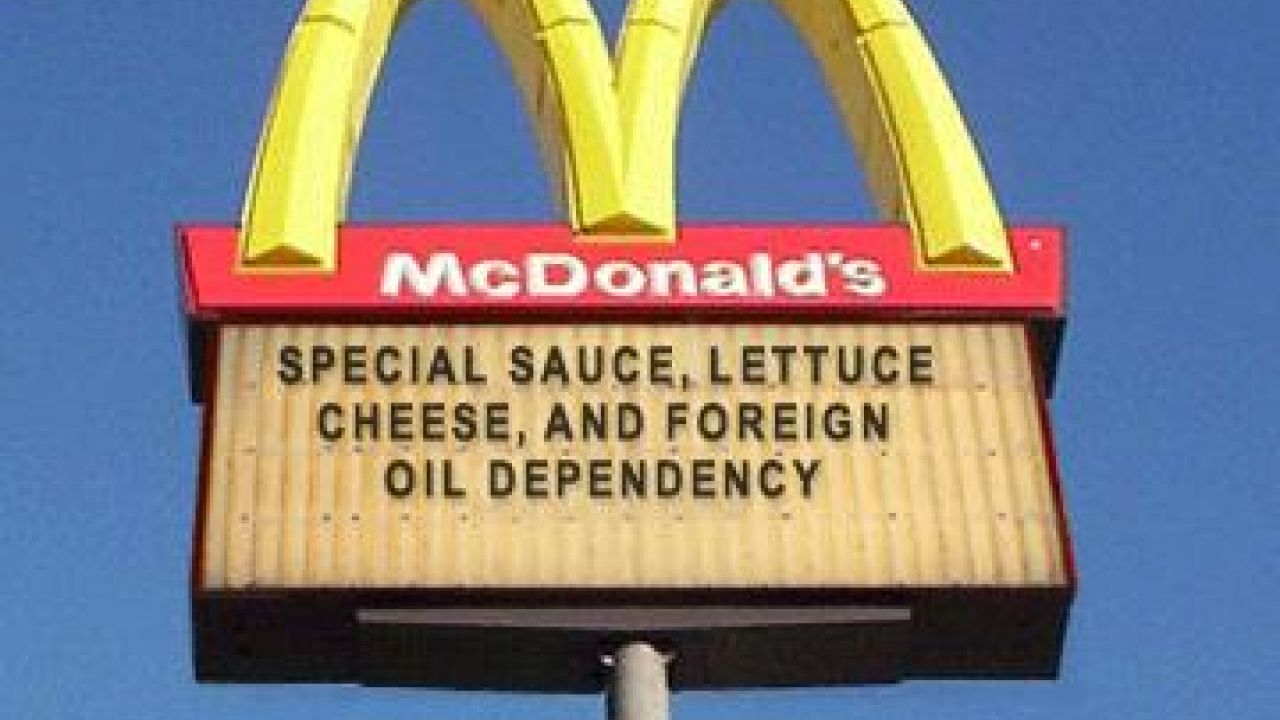 McDonald's
SPECIAL SAUCE, LETTUCE
CHEESE, AND FOREIGN
OIL DEPENDENCY